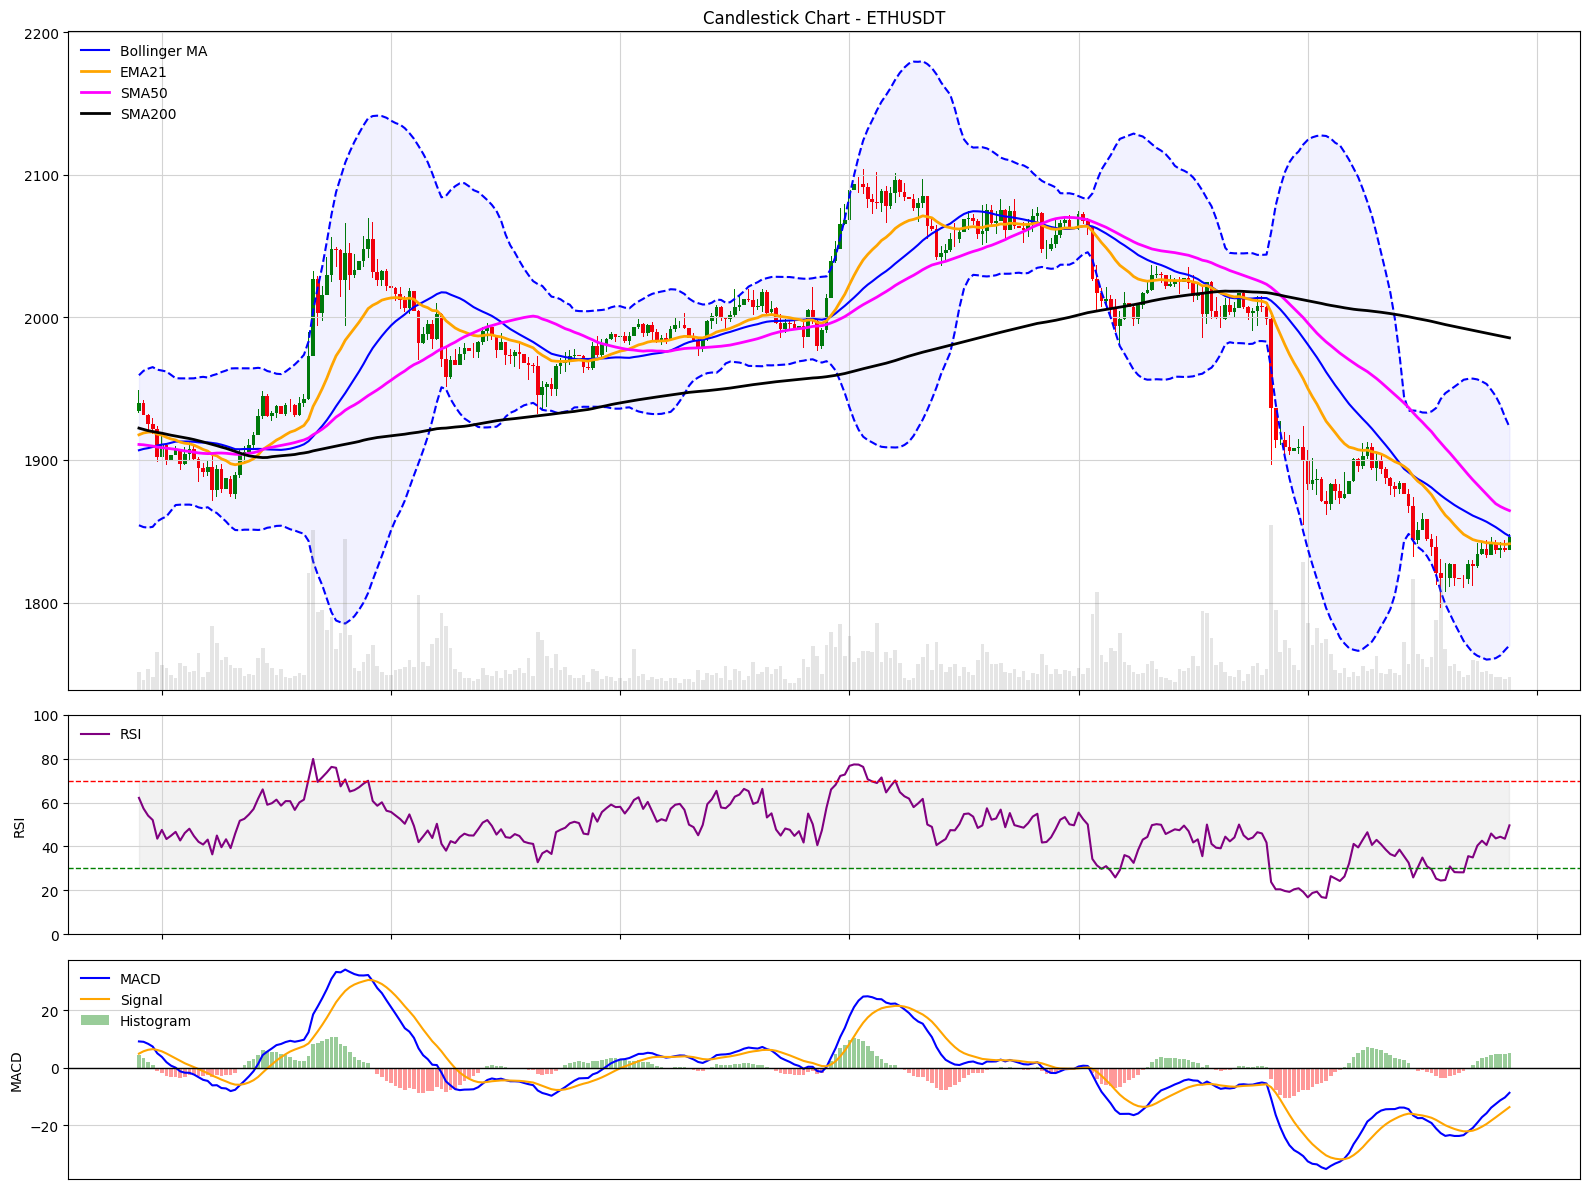 Candlestick Chart - ETHUSDT
2200
2100
2000
1900
1800
Bollinger MA
EMA21
SMA50
SMA200
100
80
60
40
20
0
RSI
RSI
20
0
−20
MACD
MACD
Signal
Histogram